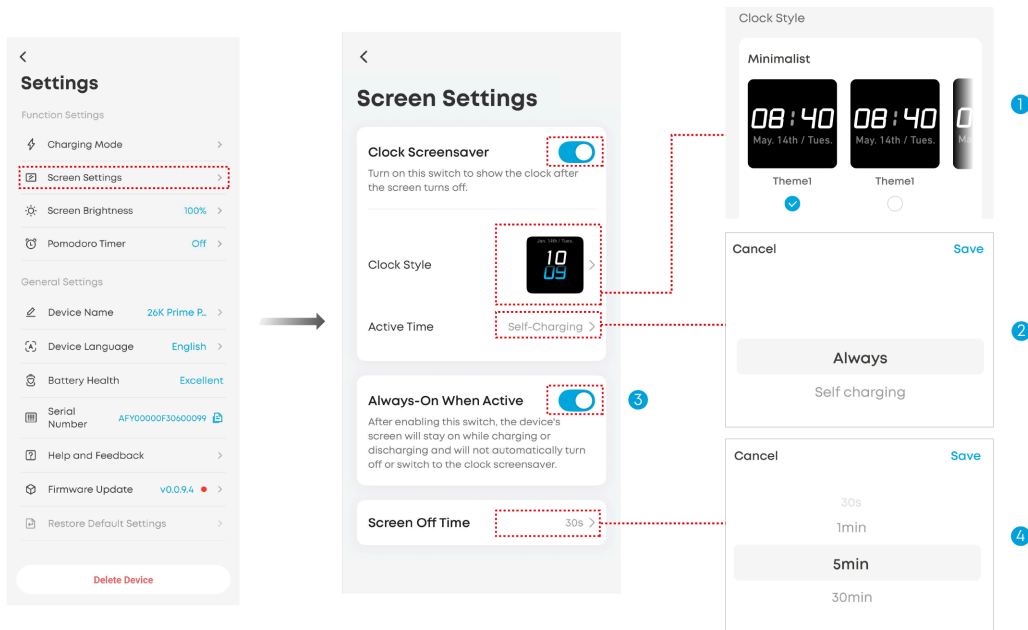 Settings
Function Settings
Charging Mode
Screen Settings
Screen Brightness 100%
Pomodoro Timer Off
General Settings
Device Name 26K Prime P...
Device Language English
Battery Health Excellent
Serial
Number AFY00000F30600099
Help and Feedback
Firmware Update v0.0.9.4
Restore Default Settings
Delete Device
Screen Settings
Clock Screensaver
Turn on this switch to show the clock after
the screen turns off.
Clock Style
Jan. 14th / Tues.
10
09
Active Time Self-Charging
Always-On When Active
After enabling this switch, the device's
screen will stay on while charging or
discharging and will not automatically turn
off or switch to the clock screensaver.
3
Screen Off Time 30s
Clock Style
Minimalist
08:40 08:40 0
May. 14th / Tues. May. 14th / Tues. Ma
Theme1 Theme1
1
Cancel Save
Always
Self charging
2
Cancel Save
30s
1min
5min
30min
4